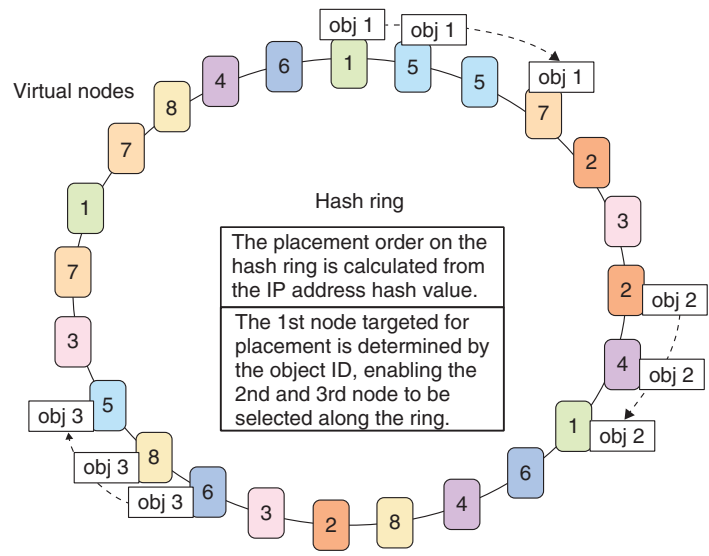 obj 1
obj 1
obj 1
Virtual nodes
8
4
6
1
5
5
7
2
3
2
obj 2
4
obj 2
1
obj 2
6
4
8
2
3
6
obj 3
8
obj 3
5
obj 3
3
7
1
7
Hash ring
The placement order on the
hash ring is calculated from
the IP address hash value.
The 1st node targeted for
placement is determined by
the object ID, enabling the
2nd and 3rd node to be
selected along the ring.